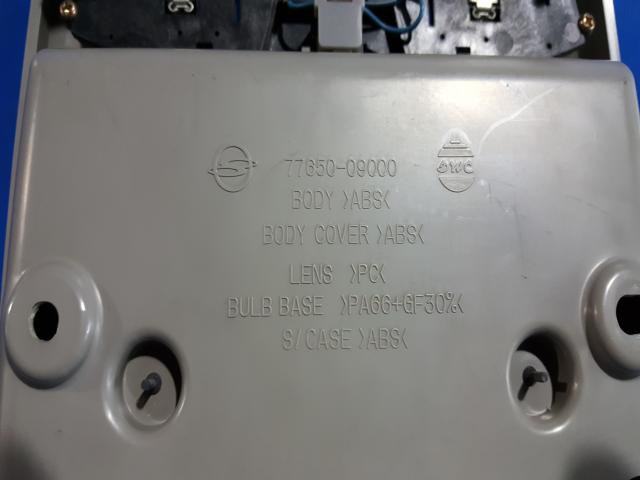 77650-09000
BODY >ABS<
BODY COVER >ABS<
LENS >PC<
BULB BASE >PA66+GF30%<
S/CASE >ABS<